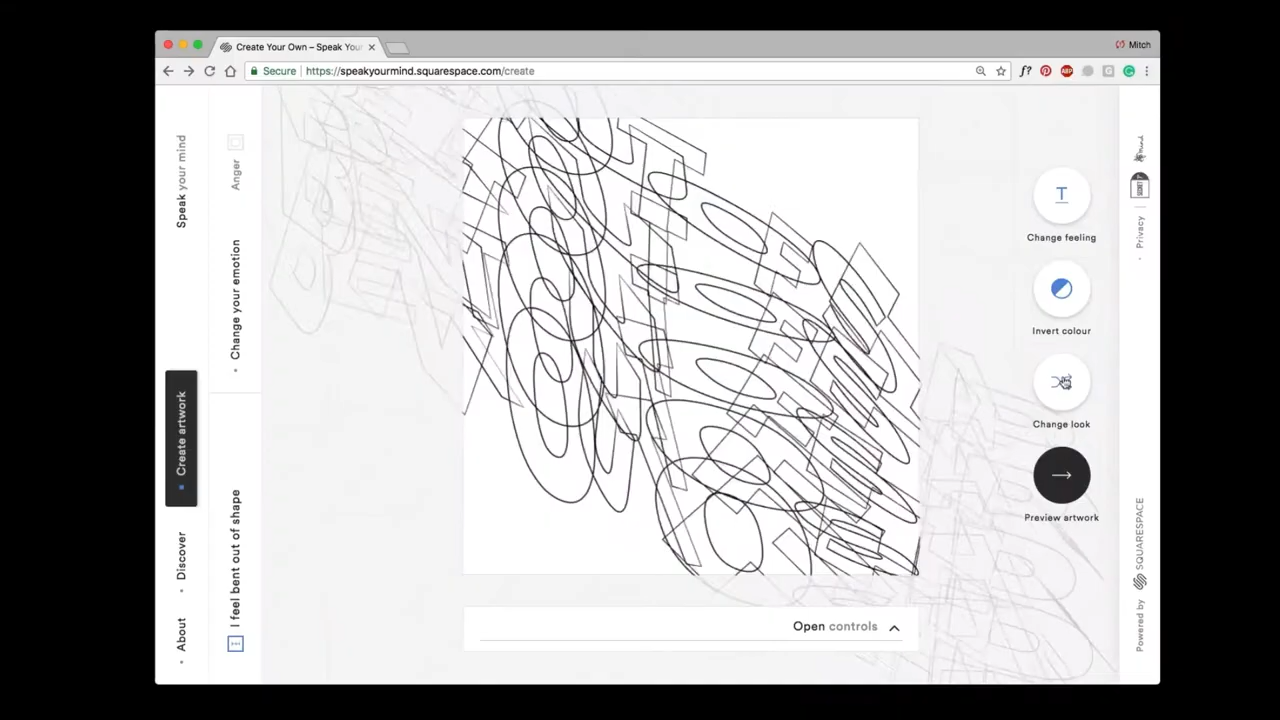 Create Your Own – Speak Your
Mitch
Secure
https://speakyourmind.squarespace.com/create
Speak your mind
Create artwork
Discover
About
Anger
Change your emotion
I feel bent out of shape
T
Change feeling
Invert colour
Change look
Preview artwork
Open controls
Privacy
Powered by SQUARESPACE